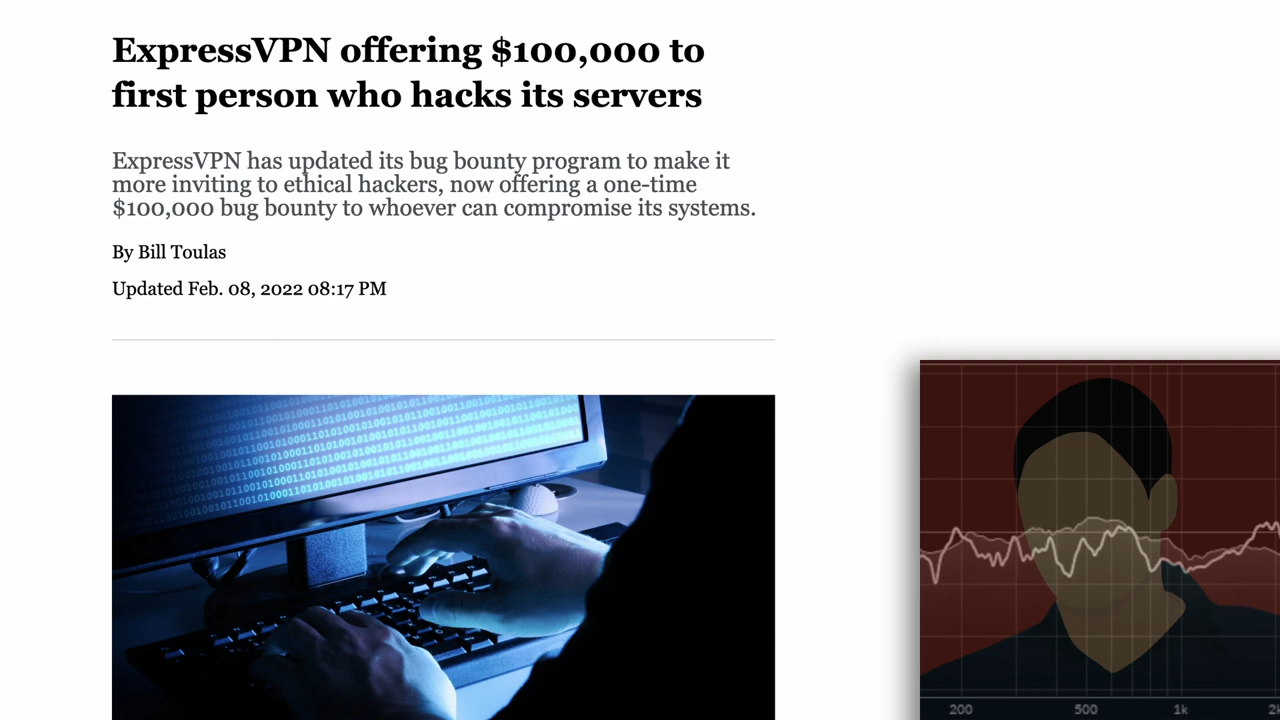 ExpressVPN offering $100,000 to
first person who hacks its servers
ExpressVPN has updated its bug bounty program to make it
more inviting to ethical hackers, now offering a one-time
$100,000 bug bounty to whoever can compromise its systems.
By Bill Toulas
Updated Feb. 08, 2022 08:17 PM
200 500 1k